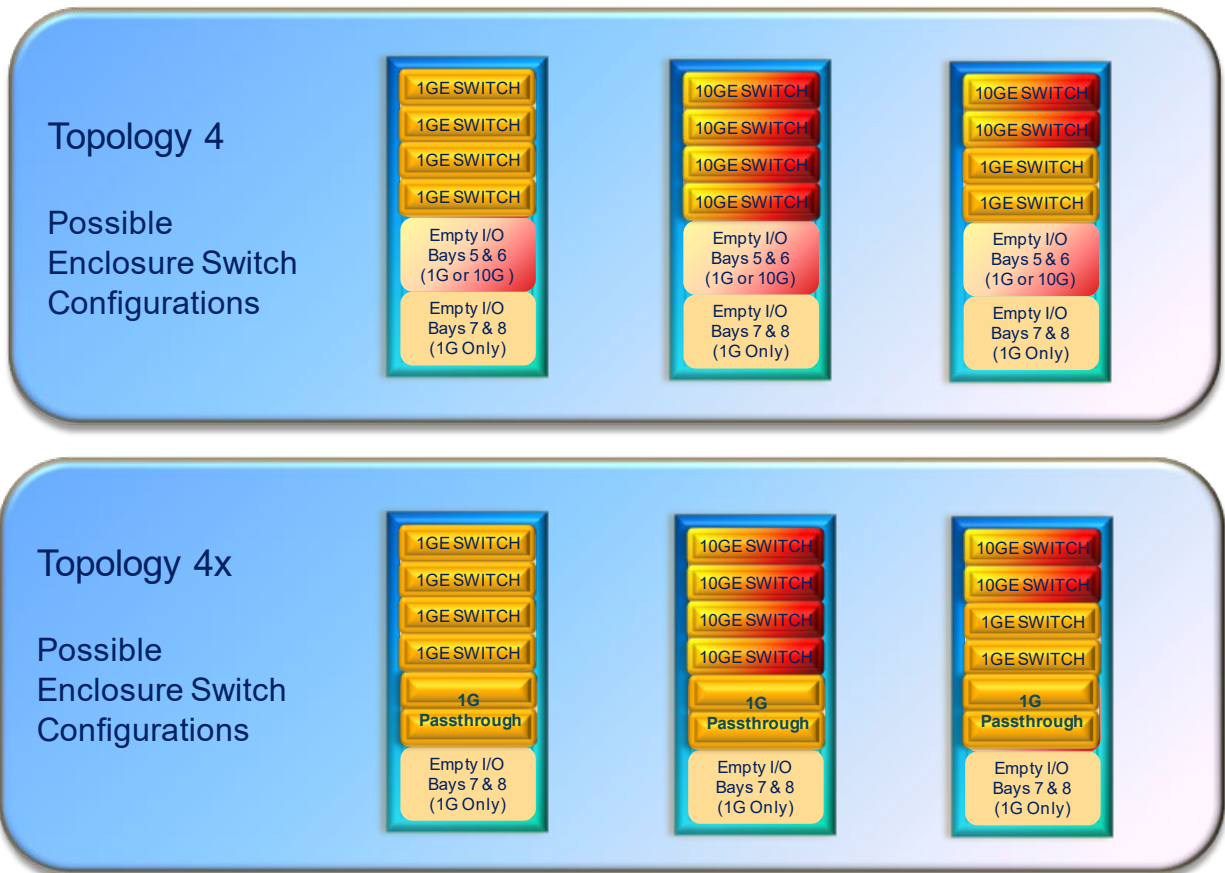 Topology 4
Possible
Enclosure Switch
Configurations
1GE SWITCH
1GE SWITCH
1GE SWITCH
1GE SWITCH
Empty I/O
Bays 5 & 6
(1G or 10G )
Empty I/O
Bays 7 & 8
(1G Only)
10GE SWITCH
10GE SWITCH
10GE SWITCH
10GE SWITCH
Empty I/O
Bays 5 & 6
(1G or 10G)
Empty I/O
Bays 7 & 8
(1G Only)
10GE SWITCH
10GE SWITCH
1GE SWITCH
1GE SWITCH
Empty I/O
Bays 5 & 6
(1G or 10G)
Empty I/O
Bays 7 & 8
(1G Only)
Topology 4x
Possible
Enclosure Switch
Configurations
1GE SWITCH
1GE SWITCH
1GE SWITCH
1GE SWITCH
1G
Passthrough
Empty I/O
Bays 7 & 8
(1G Only)
10GE SWITCH
10GE SWITCH
10GE SWITCH
10GE SWITCH
1G
Passthrough
Empty I/O
Bays 7 & 8
(1G Only)
10GE SWITCH
10GE SWITCH
1GE SWITCH
1GE SWITCH
1G
Passthrough
Empty I/O
Bays 7 & 8
(1G Only)